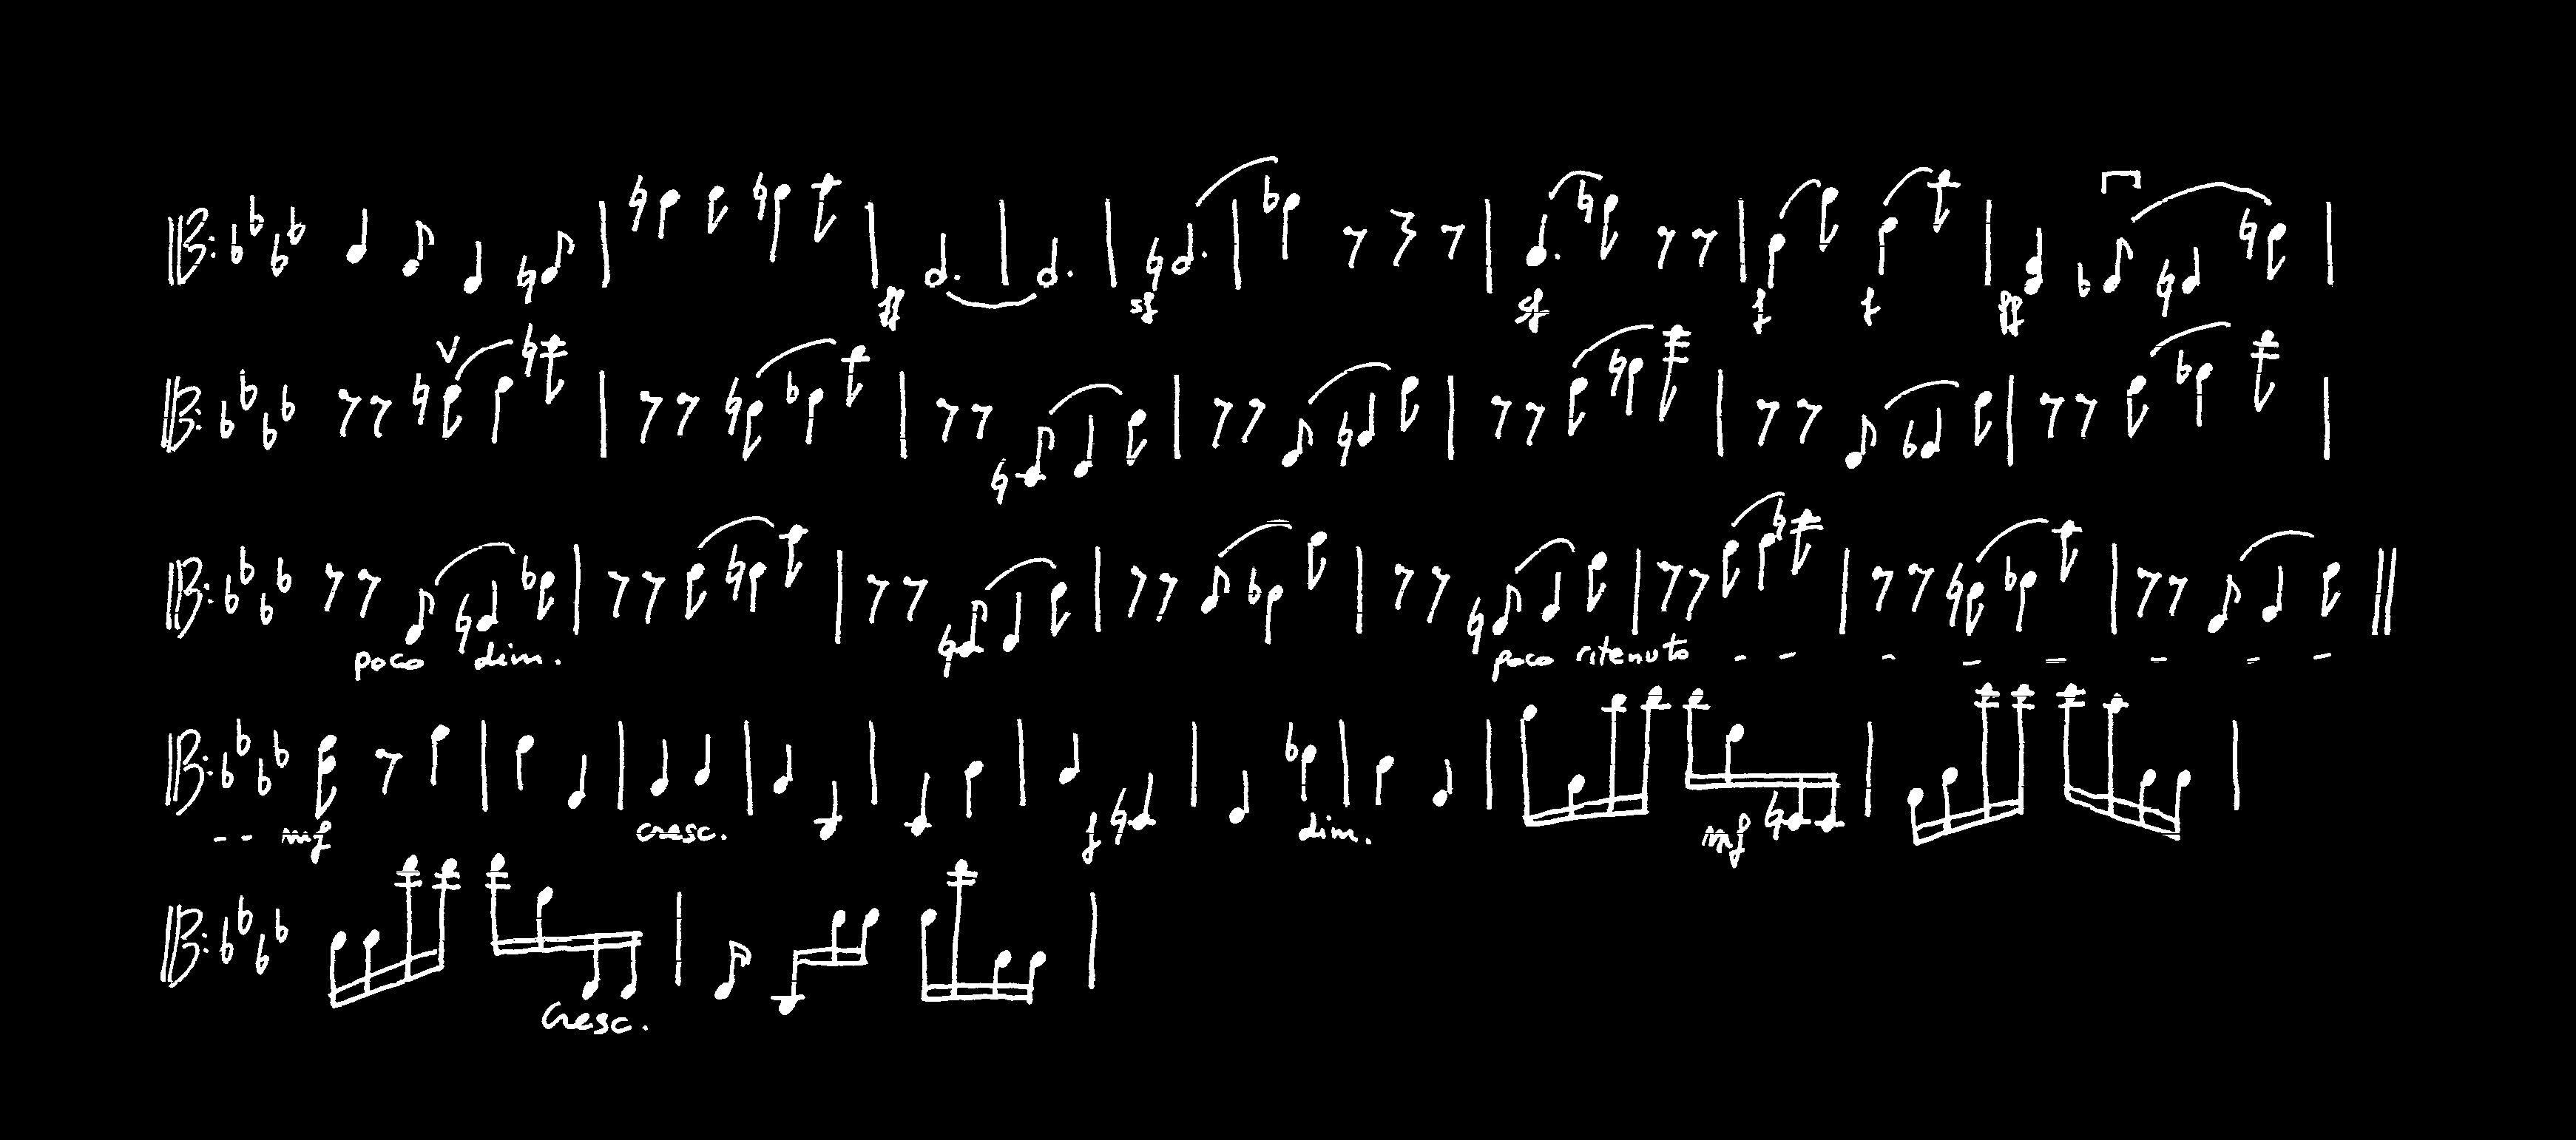 ff sf sf f f ff
V
poco dim. poco ritenuto - - - - - - - -
- - mf cresc. f dim. mf
Cresc.